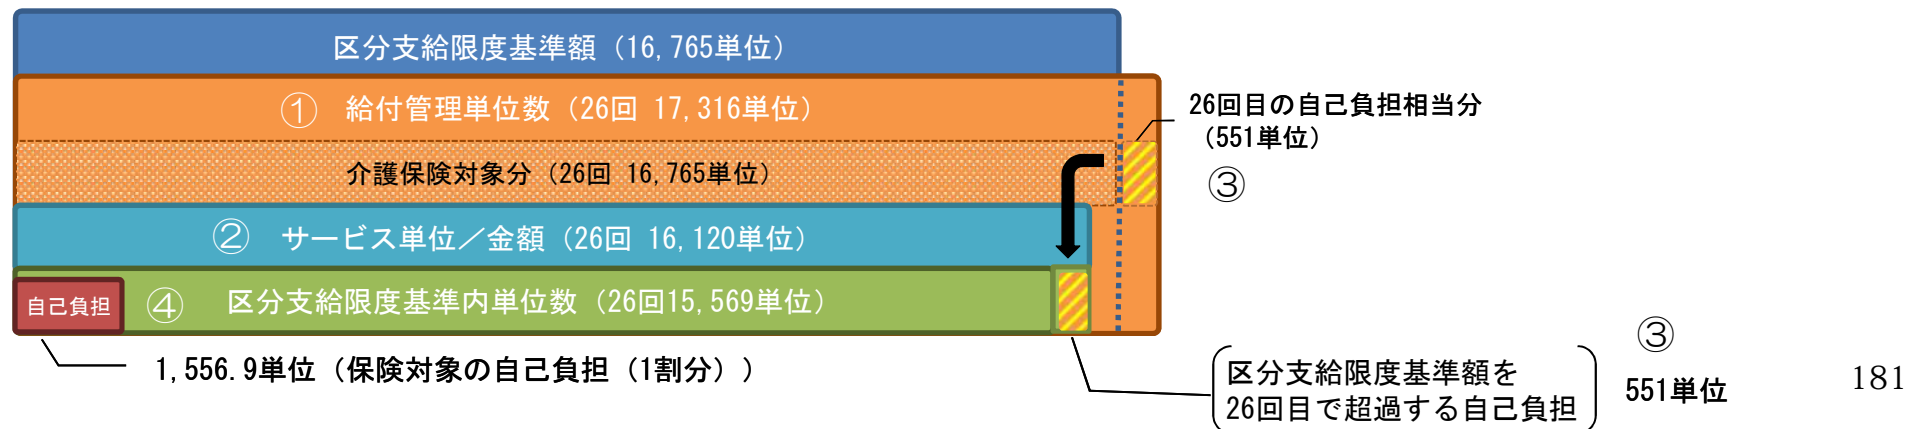 区分支給限度基準額（16,765単位）
① 給付管理単位数（26回 17,316単位）
26回目の自己負担相当分
（551単位）
③
介護保険対象分（26回 16,765単位）
② サービス単位／金額（26回 16,120単位）
自己負担
④ 区分支給限度基準内単位数（26回15,569単位）
1,556.9単位（保険対象の自己負担（1割分））
区分支給限度基準額を
26回目で超過する自己負担
③
551単位
181